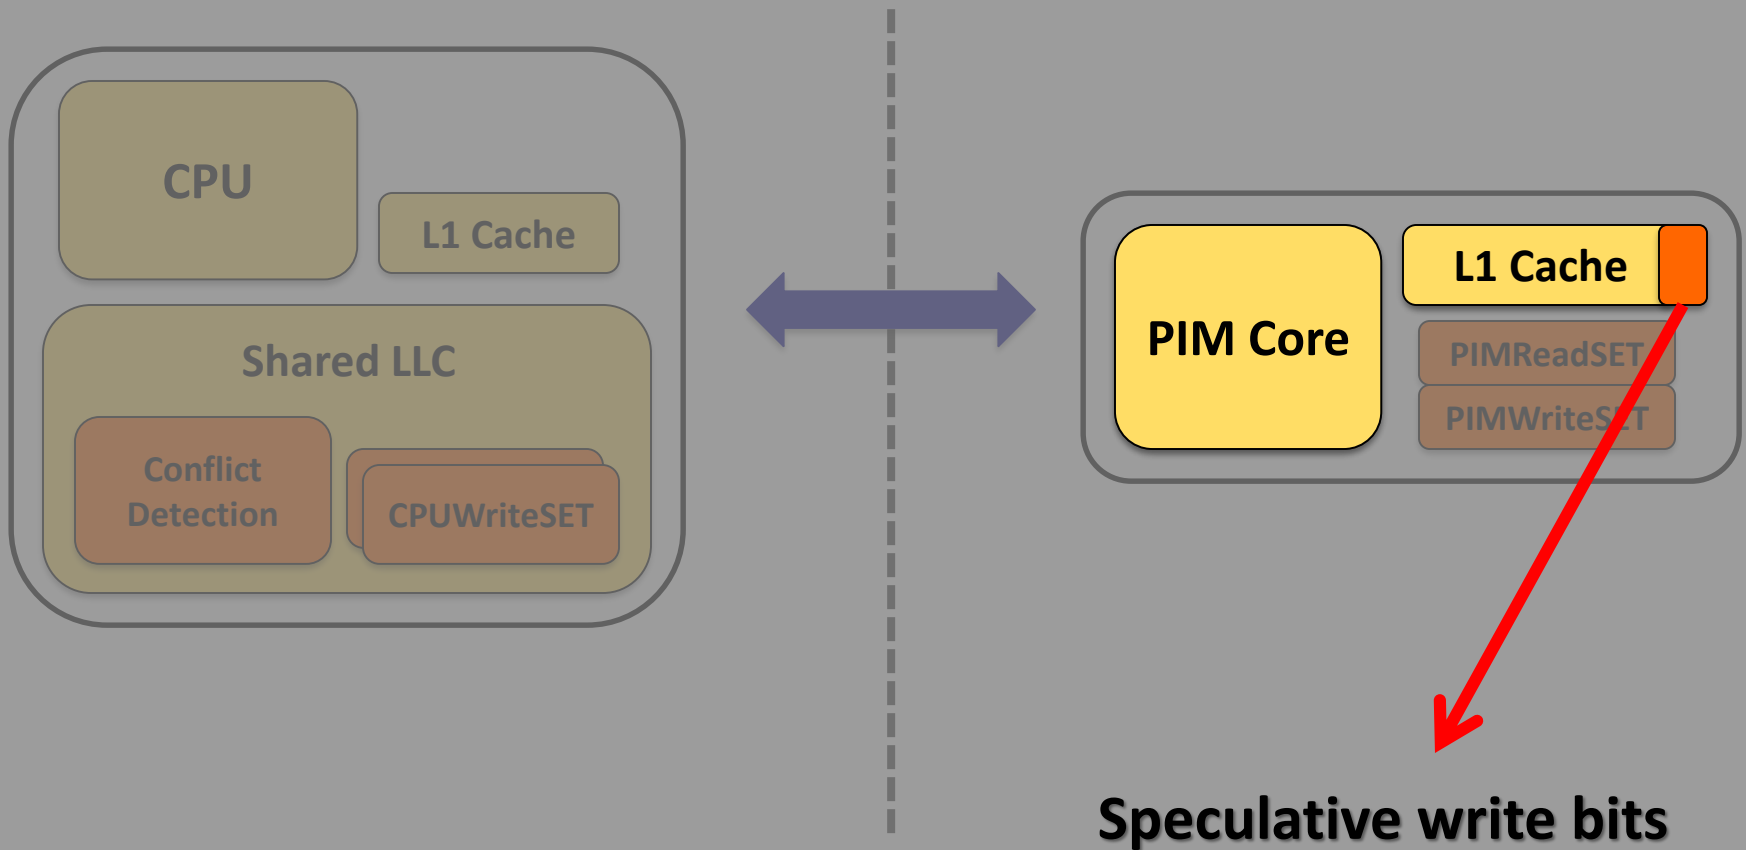 CPU
L1 Cache
Shared LLC
Conflict
Detection
CPUWriteSET
PIM Core
L1 Cache
PIMReadSET
PIMWriteSET
Speculative write bits